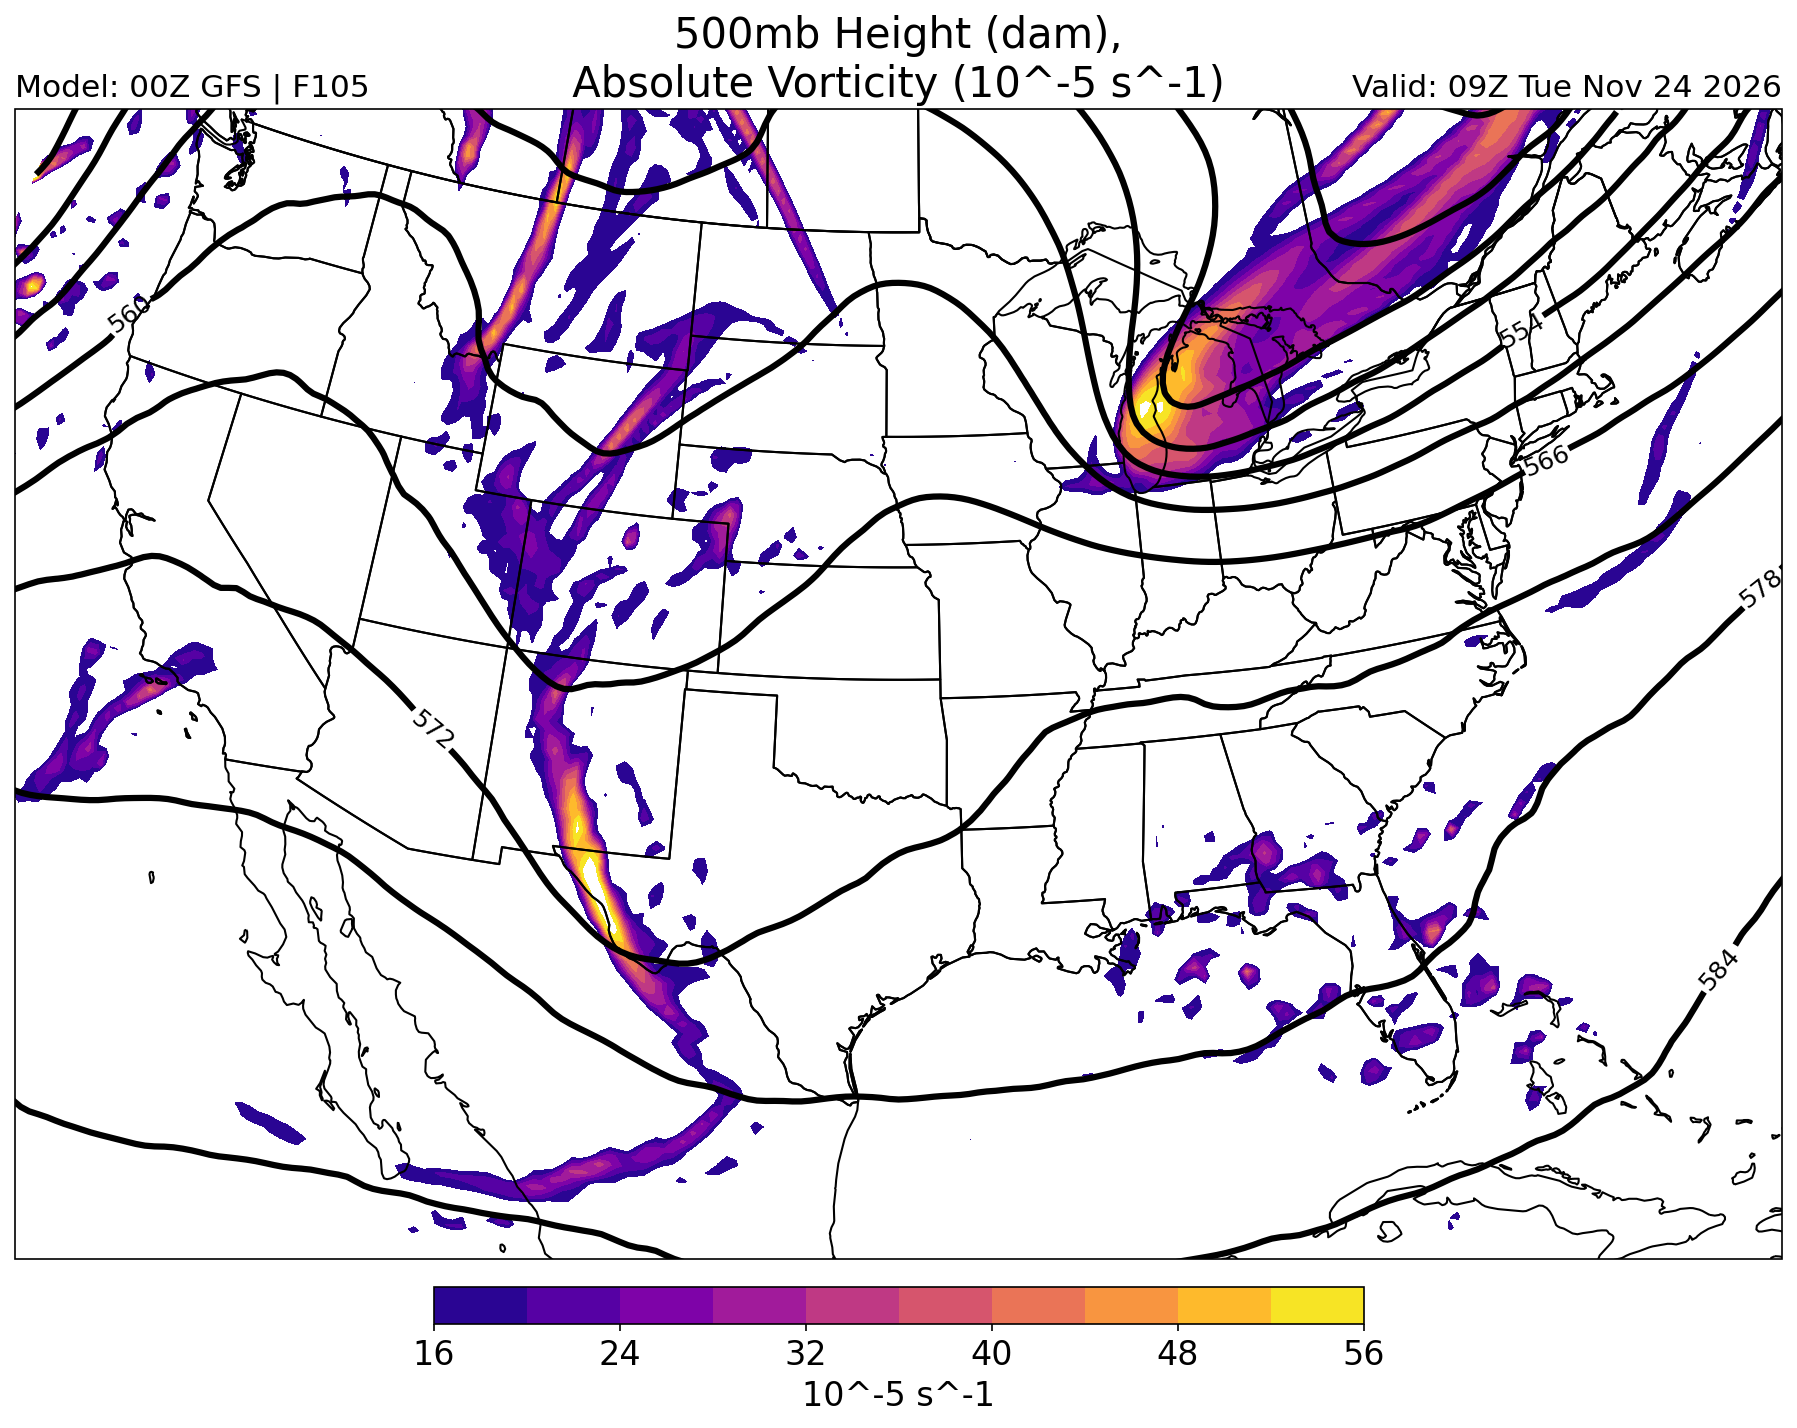 500mb Height (dam),
Model: 00Z GFS | F105
Absolute Vorticity (10^-5 s^-1)
Valid: 09Z Tue Nov 24 2026
560
554
566
578
572
584
16 24 32 40 48 56
10^-5 s^-1